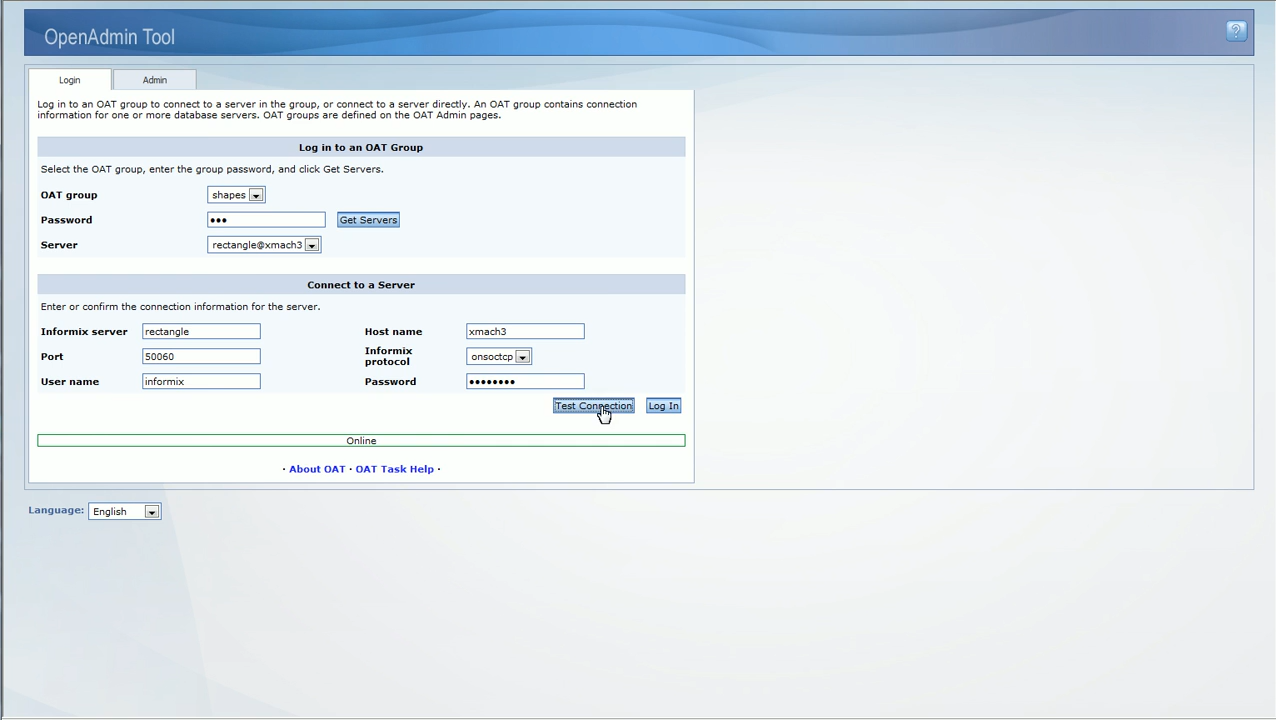 OpenAdmin Tool
?
Login
Admin
Log in to an OAT group to connect to a server in the group, or connect to a server directly. An OAT group contains connection
information for one or more database servers. OAT groups are defined on the OAT Admin pages.
Log in to an OAT Group
Select the OAT group, enter the group password, and click Get Servers.
OAT group shapes
Password ●●● Get Servers
Server rectangle@xmach3
Connect to a Server
Enter or confirm the connection information for the server.
Informix server rectangle Host name xmach3
Port 50060 Informix protocol onsoctcp
User name informix Password ●●●●●●●●
Test Connection Log In
Online
· About OAT · OAT Task Help ·
Language: English